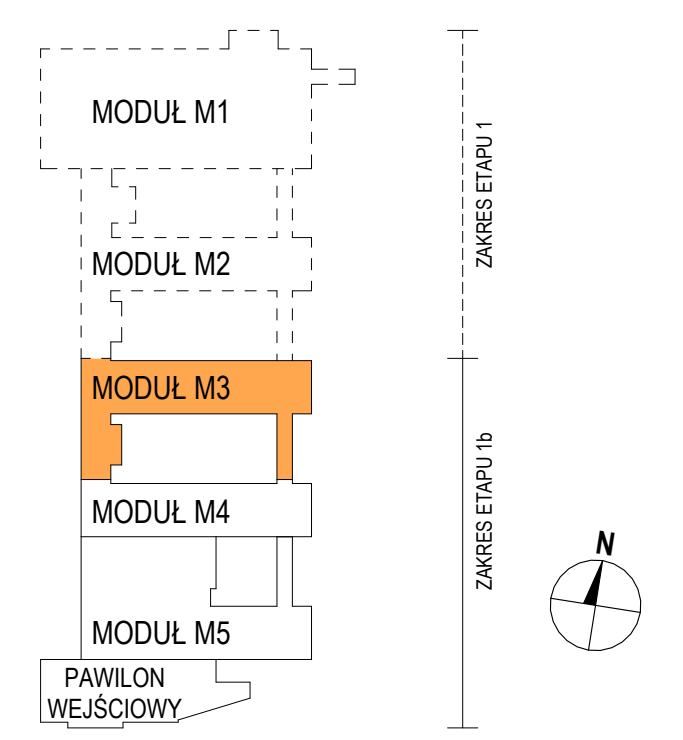 MODUŁ M1
ZAKRES ETAPU 1
MODUŁ M2
MODUŁ M3
MODUŁ M4
ZAKRES ETAPU 1b
N
MODUŁ M5
PAWILON
WEJŚCIOWY